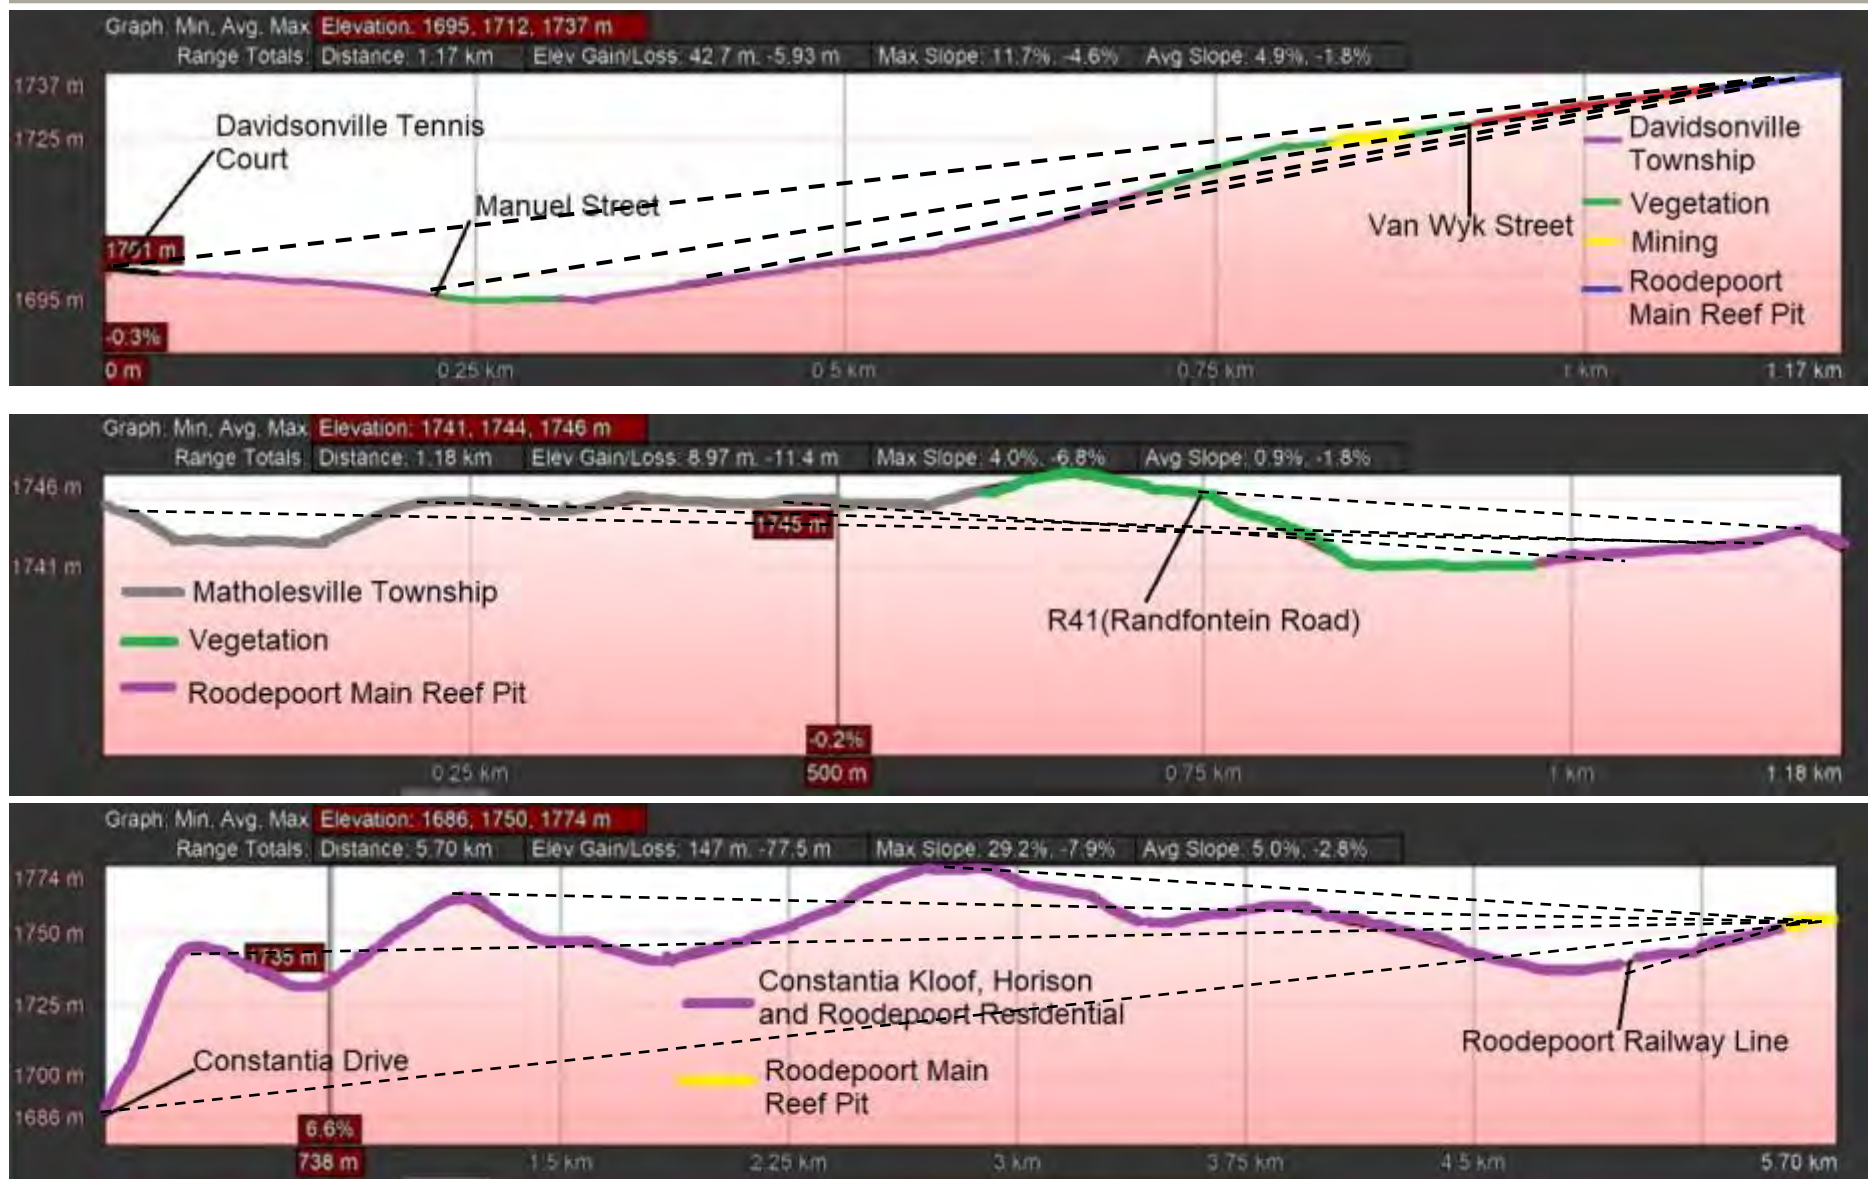 Graph: Min, Avg, Max Elevation: 1695, 1712, 1737 m
Range Totals: Distance: 1.17 km Elev Gain/Loss: 42.7 m, -5.93 m Max Slope: 11.7%, -4.6% Avg Slope: 4.9%, -1.8%
1737 m
1725 m
1695 m
Davidsonville Tennis
Court
Manuel Street
1701 m
-0.3%
Van Wyk Street
Davidsonville
Township
Vegetation
Mining
Roodepoort
Main Reef Pit
0 m 0.25 km 0.5 km 0.75 km 1 km 1.17 km
Graph: Min, Avg, Max Elevation: 1741, 1744, 1746 m
Range Totals: Distance: 1.18 km Elev Gain/Loss: 8.97 m, -11.4 m Max Slope: 4.0%, -6.8% Avg Slope: 0.9%, -1.8%
1746 m
1741 m
1745 m
Matholesville Township
Vegetation
Roodepoort Main Reef Pit
R41(Randfontein Road)
-0.2%
0.25 km 500 m 0.75 km 1 km 1.18 km
Graph: Min, Avg, Max Elevation: 1686, 1750, 1774 m
Range Totals: Distance: 5.70 km Elev Gain/Loss: 147 m, -77.5 m Max Slope: 29.2%, -7.9% Avg Slope: 5.0%, -2.8%
1774 m
1750 m
1725 m
1700 m
1686 m
1735 m
Constantia Drive
Constantia Kloof, Horison
and Roodepoort Residential
Roodepoort Main
Reef Pit
Roodepoort Railway Line
6.6%
738 m 1.5 km 2.25 km 3 km 3.75 km 4.5 km 5.70 km